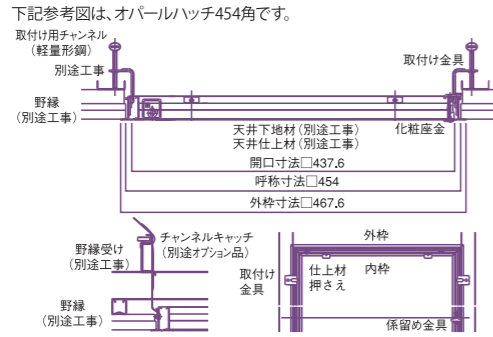 下記参考図は、オパールハッチ454角です。
取付け用チャンネル
(軽量形鋼)
別途工事
取付け金具
野縁
(別途工事)
天井下地材(別途工事)
天井仕上材(別途工事)
化粧座金
開口寸法□437.6
呼称寸法□454
外枠寸法□467.6
野縁受け
(別途工事)
チャンネルキャッチ
(別途オプション品)
野縁
(別途工事)
外枠
取付け
金具
仕上材
押さえ
内枠
係留め金具